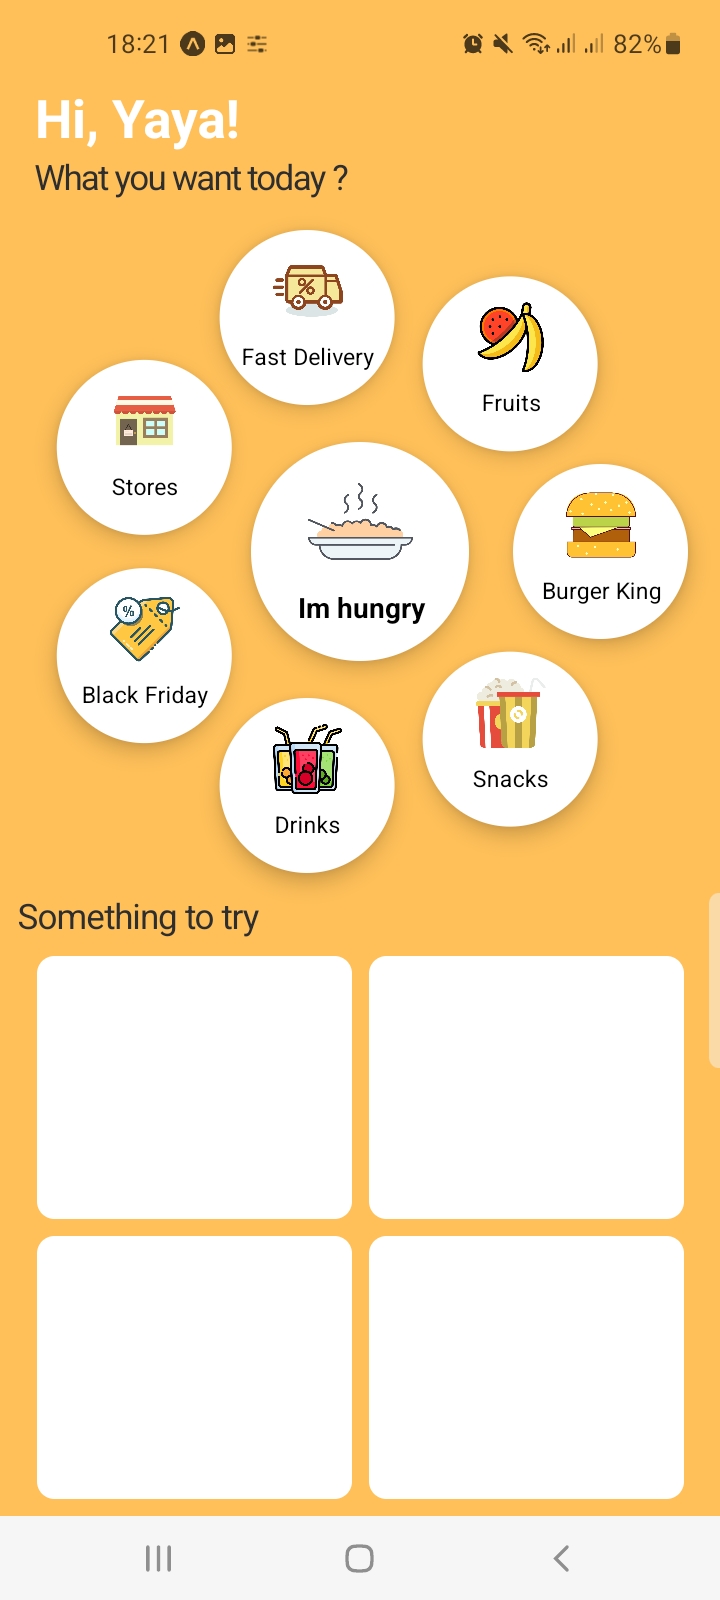 18:21 82%
Hi, Yaya!
What you want today ?
Fast Delivery
Fruits
Stores
Im hungry
Burger King
Black Friday
Snacks
Drinks
Something to try